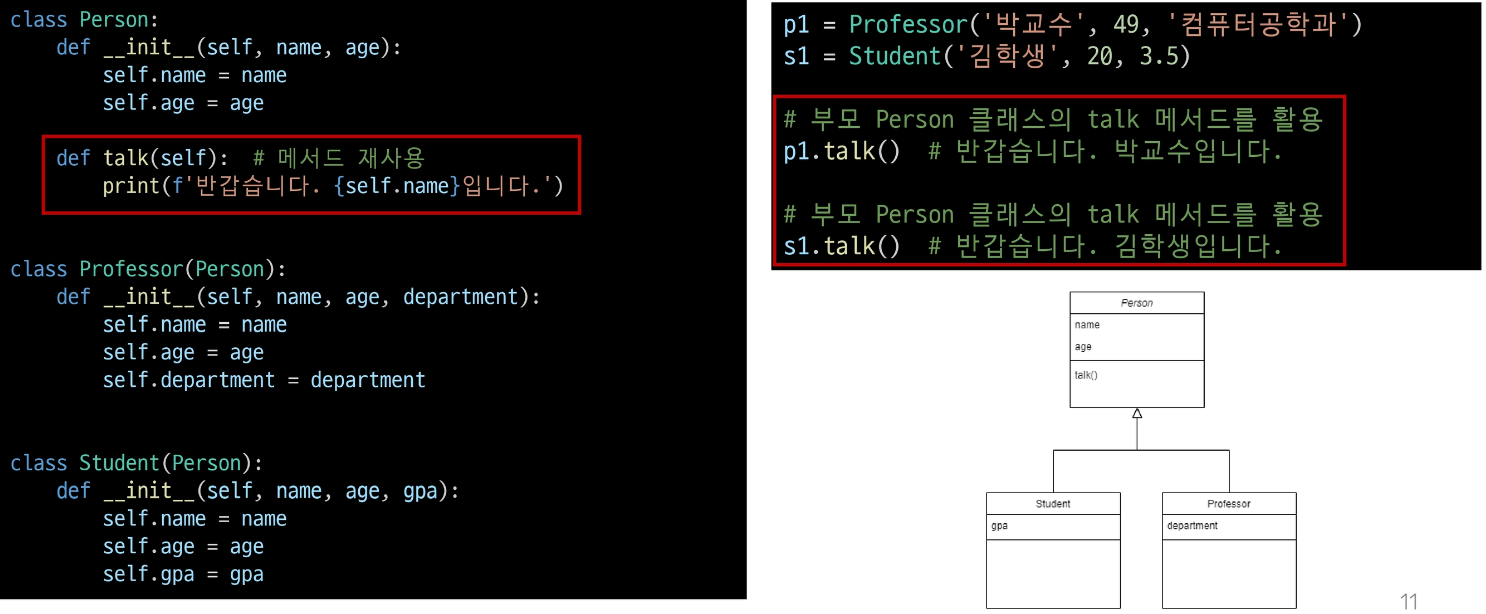 class Person:
    def __init__(self, name, age):
        self.name = name
        self.age = age
    def talk(self):  # 메서드 재사용
        print(f'반갑습니다. {self.name}입니다.')
class Professor(Person):
    def __init__(self, name, age, department):
        self.name = name
        self.age = age
        self.department = department
class Student(Person):
    def __init__(self, name, age, gpa):
        self.name = name
        self.age = age
        self.gpa = gpa
p1 = Professor('박교수', 49, '컴퓨터공학과')
s1 = Student('김학생', 20, 3.5)
# 부모 Person 클래스의 talk 메서드를 활용
p1.talk()  # 반갑습니다. 박교수입니다.
# 부모 Person 클래스의 talk 메서드를 활용
s1.talk()  # 반갑습니다. 김학생입니다.
Person
name
age
talk()
Student
gpa
Professor
department
11